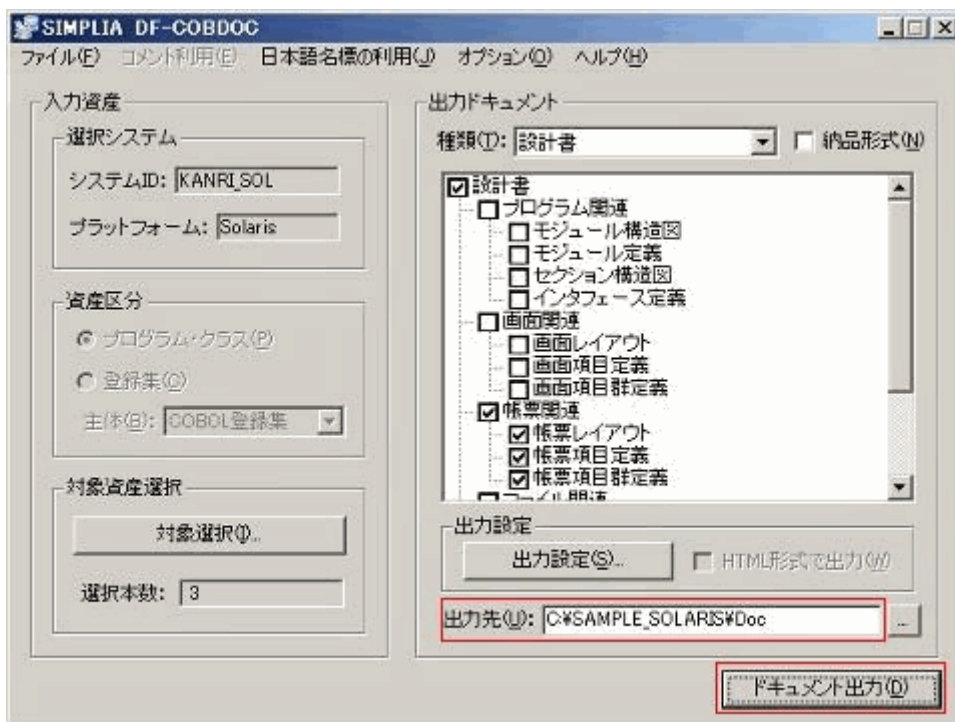 SIMPLIA DF-COBDOC
ファイル(F) コメント利用(E) 日本語名標の利用(J) オプション(O) ヘルプ(H)
入力資産
選択システム
システムID: KANRI_SOL
プラットフォーム: Solaris
資産区分
プログラム・クラス(P)
登録集(C)
主体(B): COBOL登録集
対象資産選択
対象選択(I)...
選択本数: 3
出力ドキュメント
種類(T): 設計書 納品形式(N)
設計書
プログラム関連
モジュール構造図
モジュール定義
セクション構造図
インタフェース定義
画面関連
画面レイアウト
画面項目定義
画面項目群定義
帳票関連
帳票レイアウト
帳票項目定義
帳票項目群定義
ファイル関連
出力設定
出力設定(S)... HTML形式で出力(W)
出力先(U): C:¥SAMPLE_SOLARIS¥Doc ...
ドキュメント出力(D)